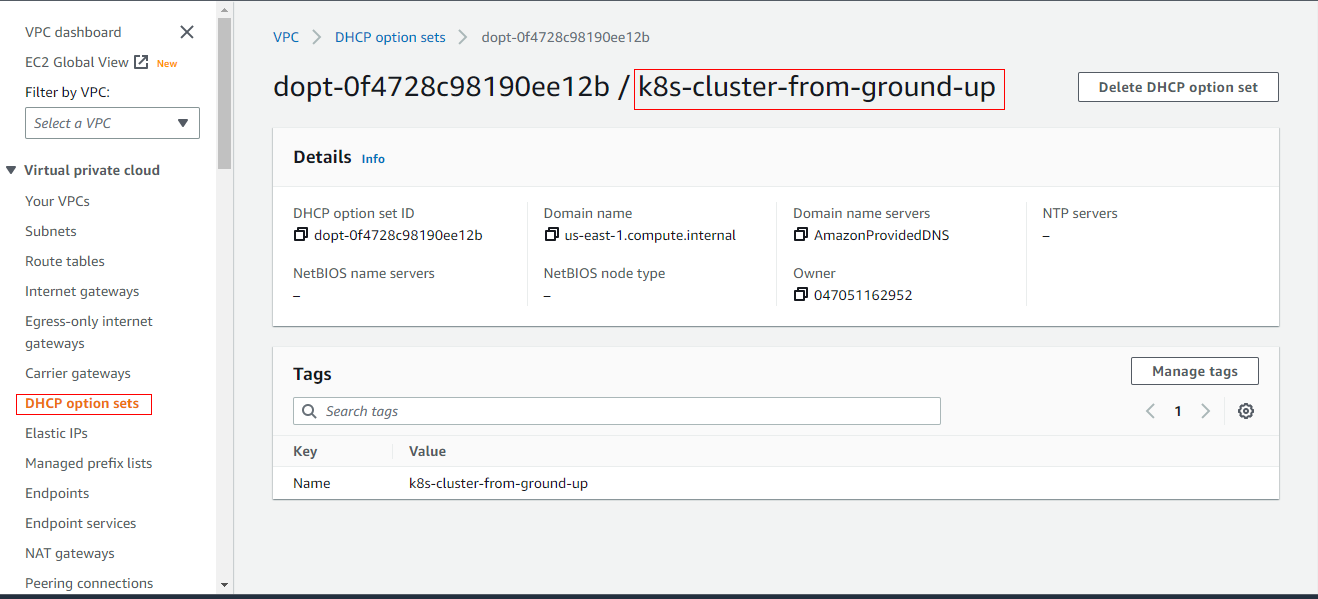 VPC dashboard
EC2 Global View New
Filter by VPC:
Select a VPC
Virtual private cloud
Your VPCs
Subnets
Route tables
Internet gateways
Egress-only internet
gateways
Carrier gateways
DHCP option sets
Elastic IPs
Managed prefix lists
Endpoints
Endpoint services
NAT gateways
Peering connections
VPC > DHCP option sets > dopt-0f4728c98190ee12b
dopt-0f4728c98190ee12b / k8s-cluster-from-ground-up
Delete DHCP option set
Details Info
DHCP option set ID
dopt-0f4728c98190ee12b
Domain name
us-east-1.compute.internal
Domain name servers
AmazonProvidedDNS
NTP servers
–
NetBIOS name servers
–
NetBIOS node type
–
Owner
047051162952
Tags
Manage tags
Search tags
1
Key Value
Name k8s-cluster-from-ground-up